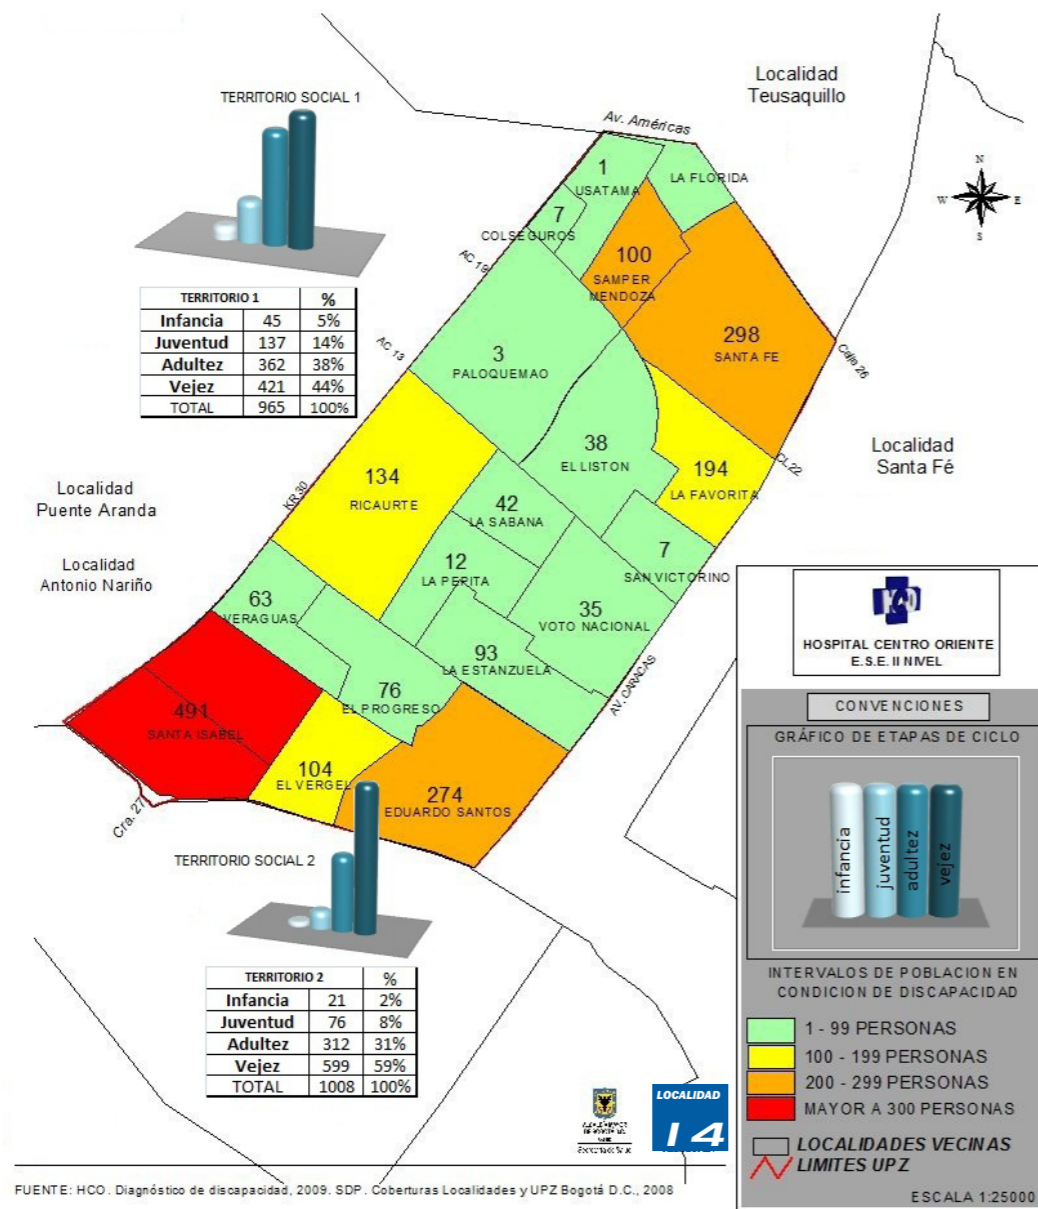 Localidad
Teusaquillo
TERRITORIO SOCIAL 1
Av. Américas
N
W E
S
1
USATAMA
LA FLORIDA
7
COLSEGUROS
AC 19
100
SAMPER
MENDOZA
298
SANTA FE
Calle 26
TERRITORIO 1 %
Infancia 45 5%
Juventud 137 14%
Adultez 362 38%
Vejez 421 44%
TOTAL 965 100%
AC 13
3
PALOQUEMAO
38
EL LISTON
194
LA FAVORITA
CL 22
Localidad
Santa Fé
Localidad
Puente Aranda
KR 30
134
RICAURTE
42
LA SABANA
Localidad
Antonio Nariño
12
LA PEPITA
7
SAN VICTORINO
63
VERAGUAS
35
VOTO NACIONAL
93
LA ESTANZUELA
AV. CARACAS
76
EL PROGRESO
491
SANTA ISABEL
104
EL VERGEL
274
EDUARDO SANTOS
Cra. 27
TERRITORIO SOCIAL 2
TERRITORIO 2 %
Infancia 21 2%
Juventud 76 8%
Adultez 312 31%
Vejez 599 59%
TOTAL 1008 100%
HCO
HOSPITAL CENTRO ORIENTE
E.S.E. II NIVEL
CONVENCIONES
GRÁFICO DE ETAPAS DE CICLO
infancia
juventud
adultez
vejez
INTERVALOS DE POBLACION EN
CONDICION DE DISCAPACIDAD
1 - 99 PERSONAS
100 - 199 PERSONAS
200 - 299 PERSONAS
MAYOR A 300 PERSONAS
LOCALIDADES VECINAS
LIMITES UPZ
ESCALA 1:25000
LOCALIDAD
14
FUENTE: HCO. Diagnóstico de discapacidad, 2009. SDP. Coberturas Localidades y UPZ Bogotá D.C., 2008